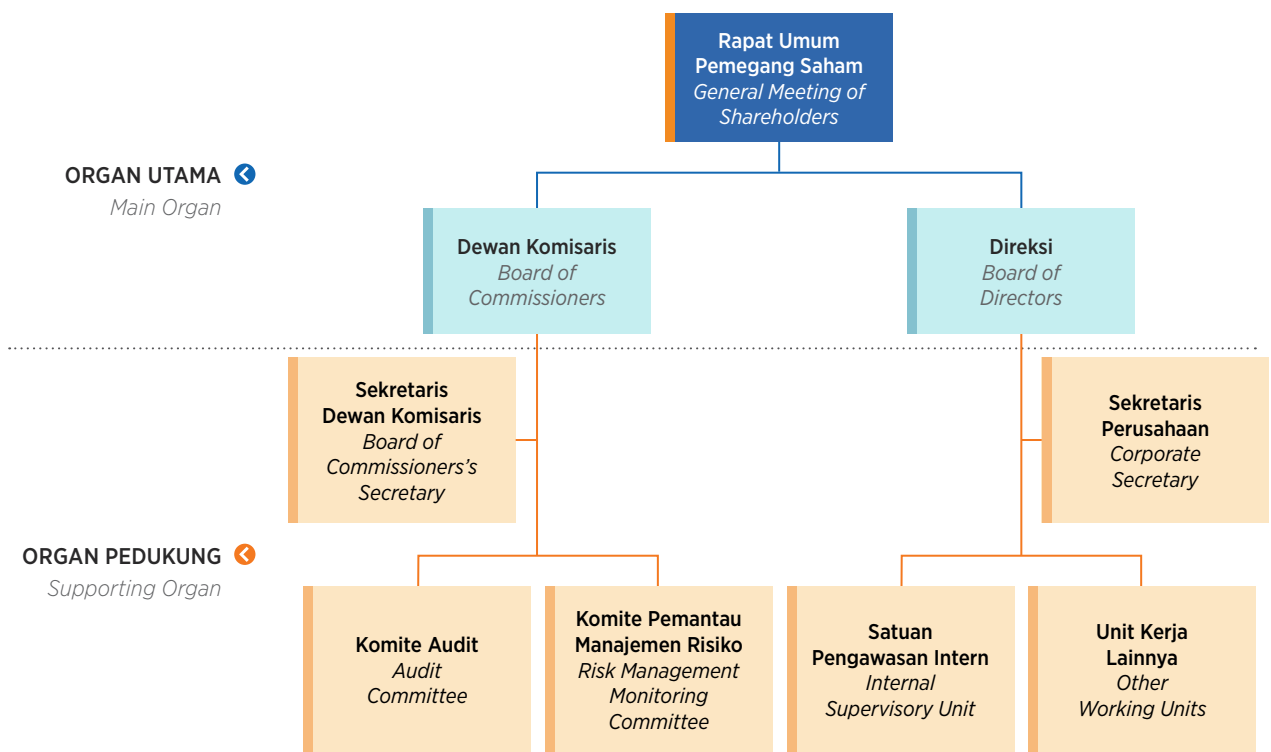 Rapat Umum
Pemegang Saham
General Meeting of
Shareholders
ORGAN UTAMA
Main Organ
Dewan Komisaris
Board of
Commissioners
Direksi
Board of
Directors
Sekretaris
Dewan Komisaris
Board of
Commissioners's
Secretary
Sekretaris
Perusahaan
Corporate
Secretary
ORGAN PEDUKUNG
Supporting Organ
Komite Audit
Audit
Committee
Komite Pemantau
Manajemen Risiko
Risk Management
Monitoring
Committee
Satuan
Pengawasan Intern
Internal
Supervisory Unit
Unit Kerja
Lainnya
Other
Working Units